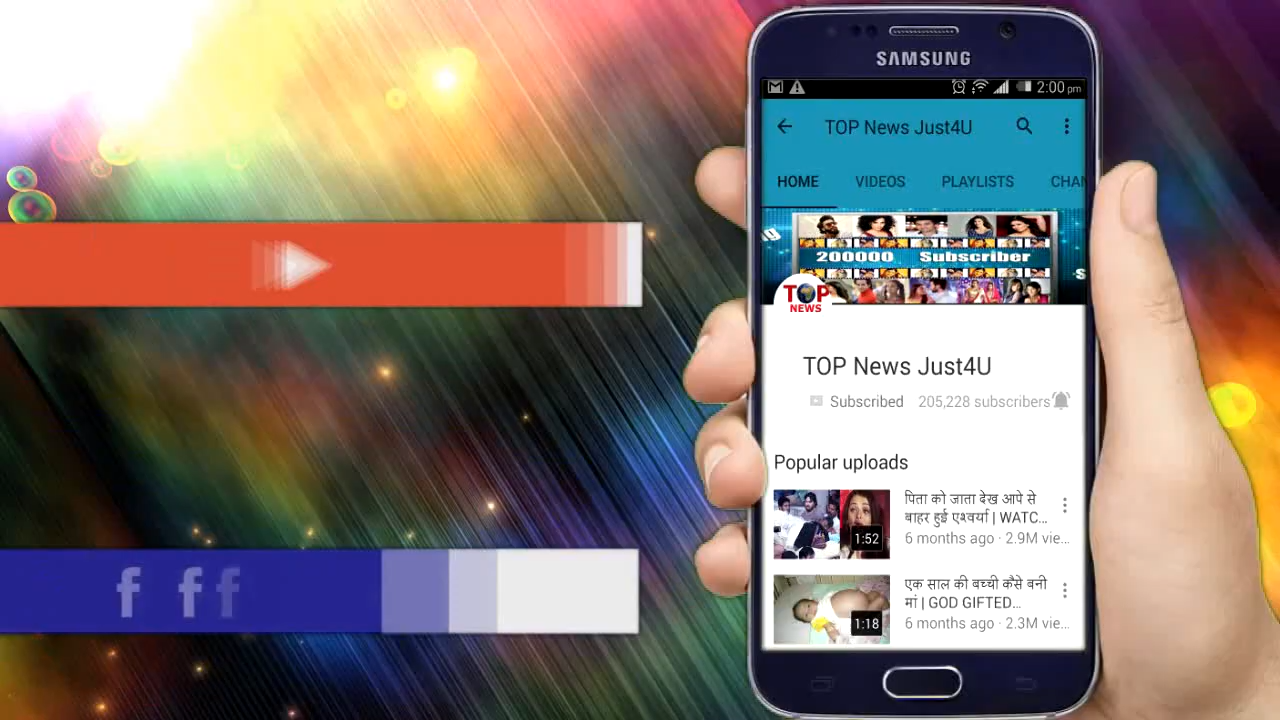 SAMSUNG
2:00 pm
TOP News Just4U
HOME VIDEOS PLAYLISTS CHAN
200000 Subscriber
TOP
NEWS
TOP News Just4U
Subscribed 205,228 subscribers
Popular uploads
पिता को जाता देख आपे से
बाहर हुई एश्वर्या | WATC...
6 months ago · 2.9M vie...
1:52
एक साल की बच्ची कैसे बनी
मां | GOD GIFTED...
6 months ago · 2.3M vie...
1:18
f f f